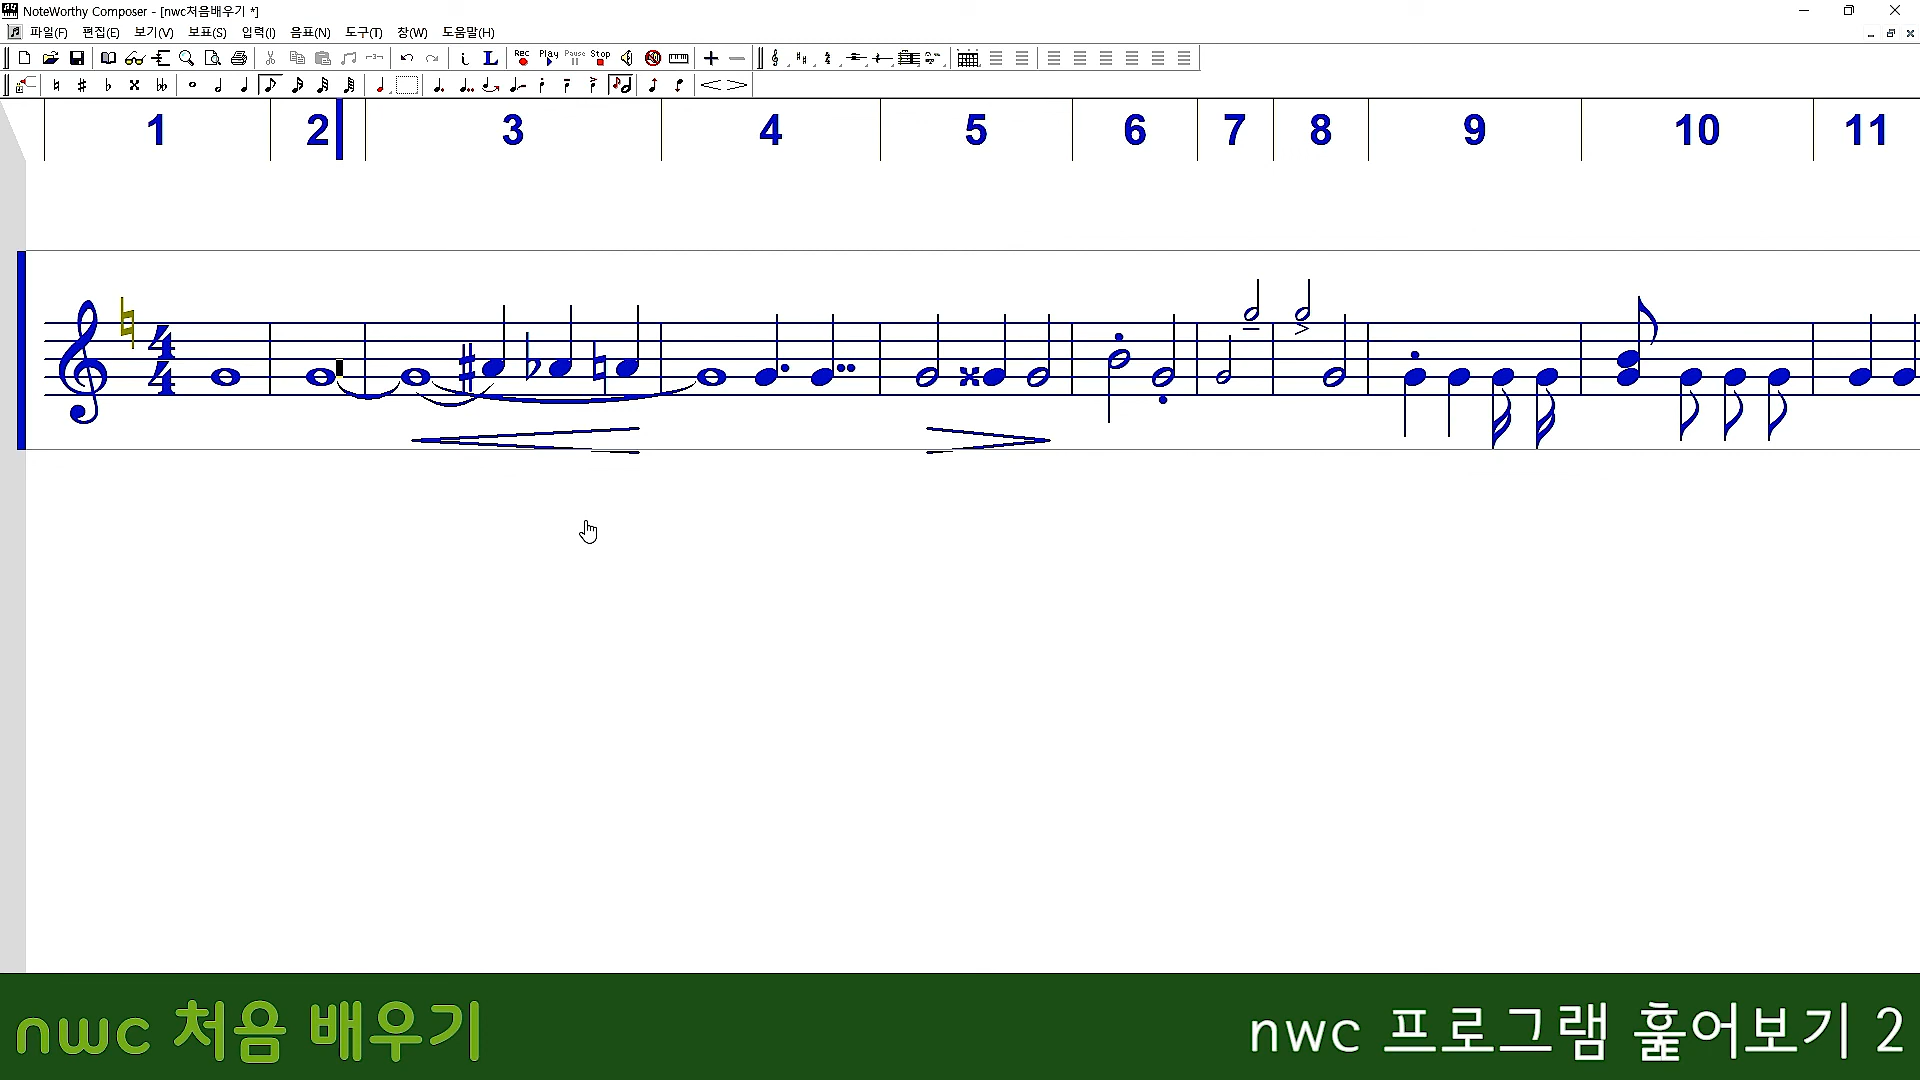 NoteWorthy Composer - [nwc처음배우기 *]
파일(F) 편집(E) 보기(V) 보표(S) 입력(I) 음표(N) 도구(T) 창(W) 도움말(H)
Rec Play Pause Stop
1 2 3 4 5 6 7 8 9 10 11
4
4
nwc 처음 배우기
nwc 프로그램 훑어보기 2